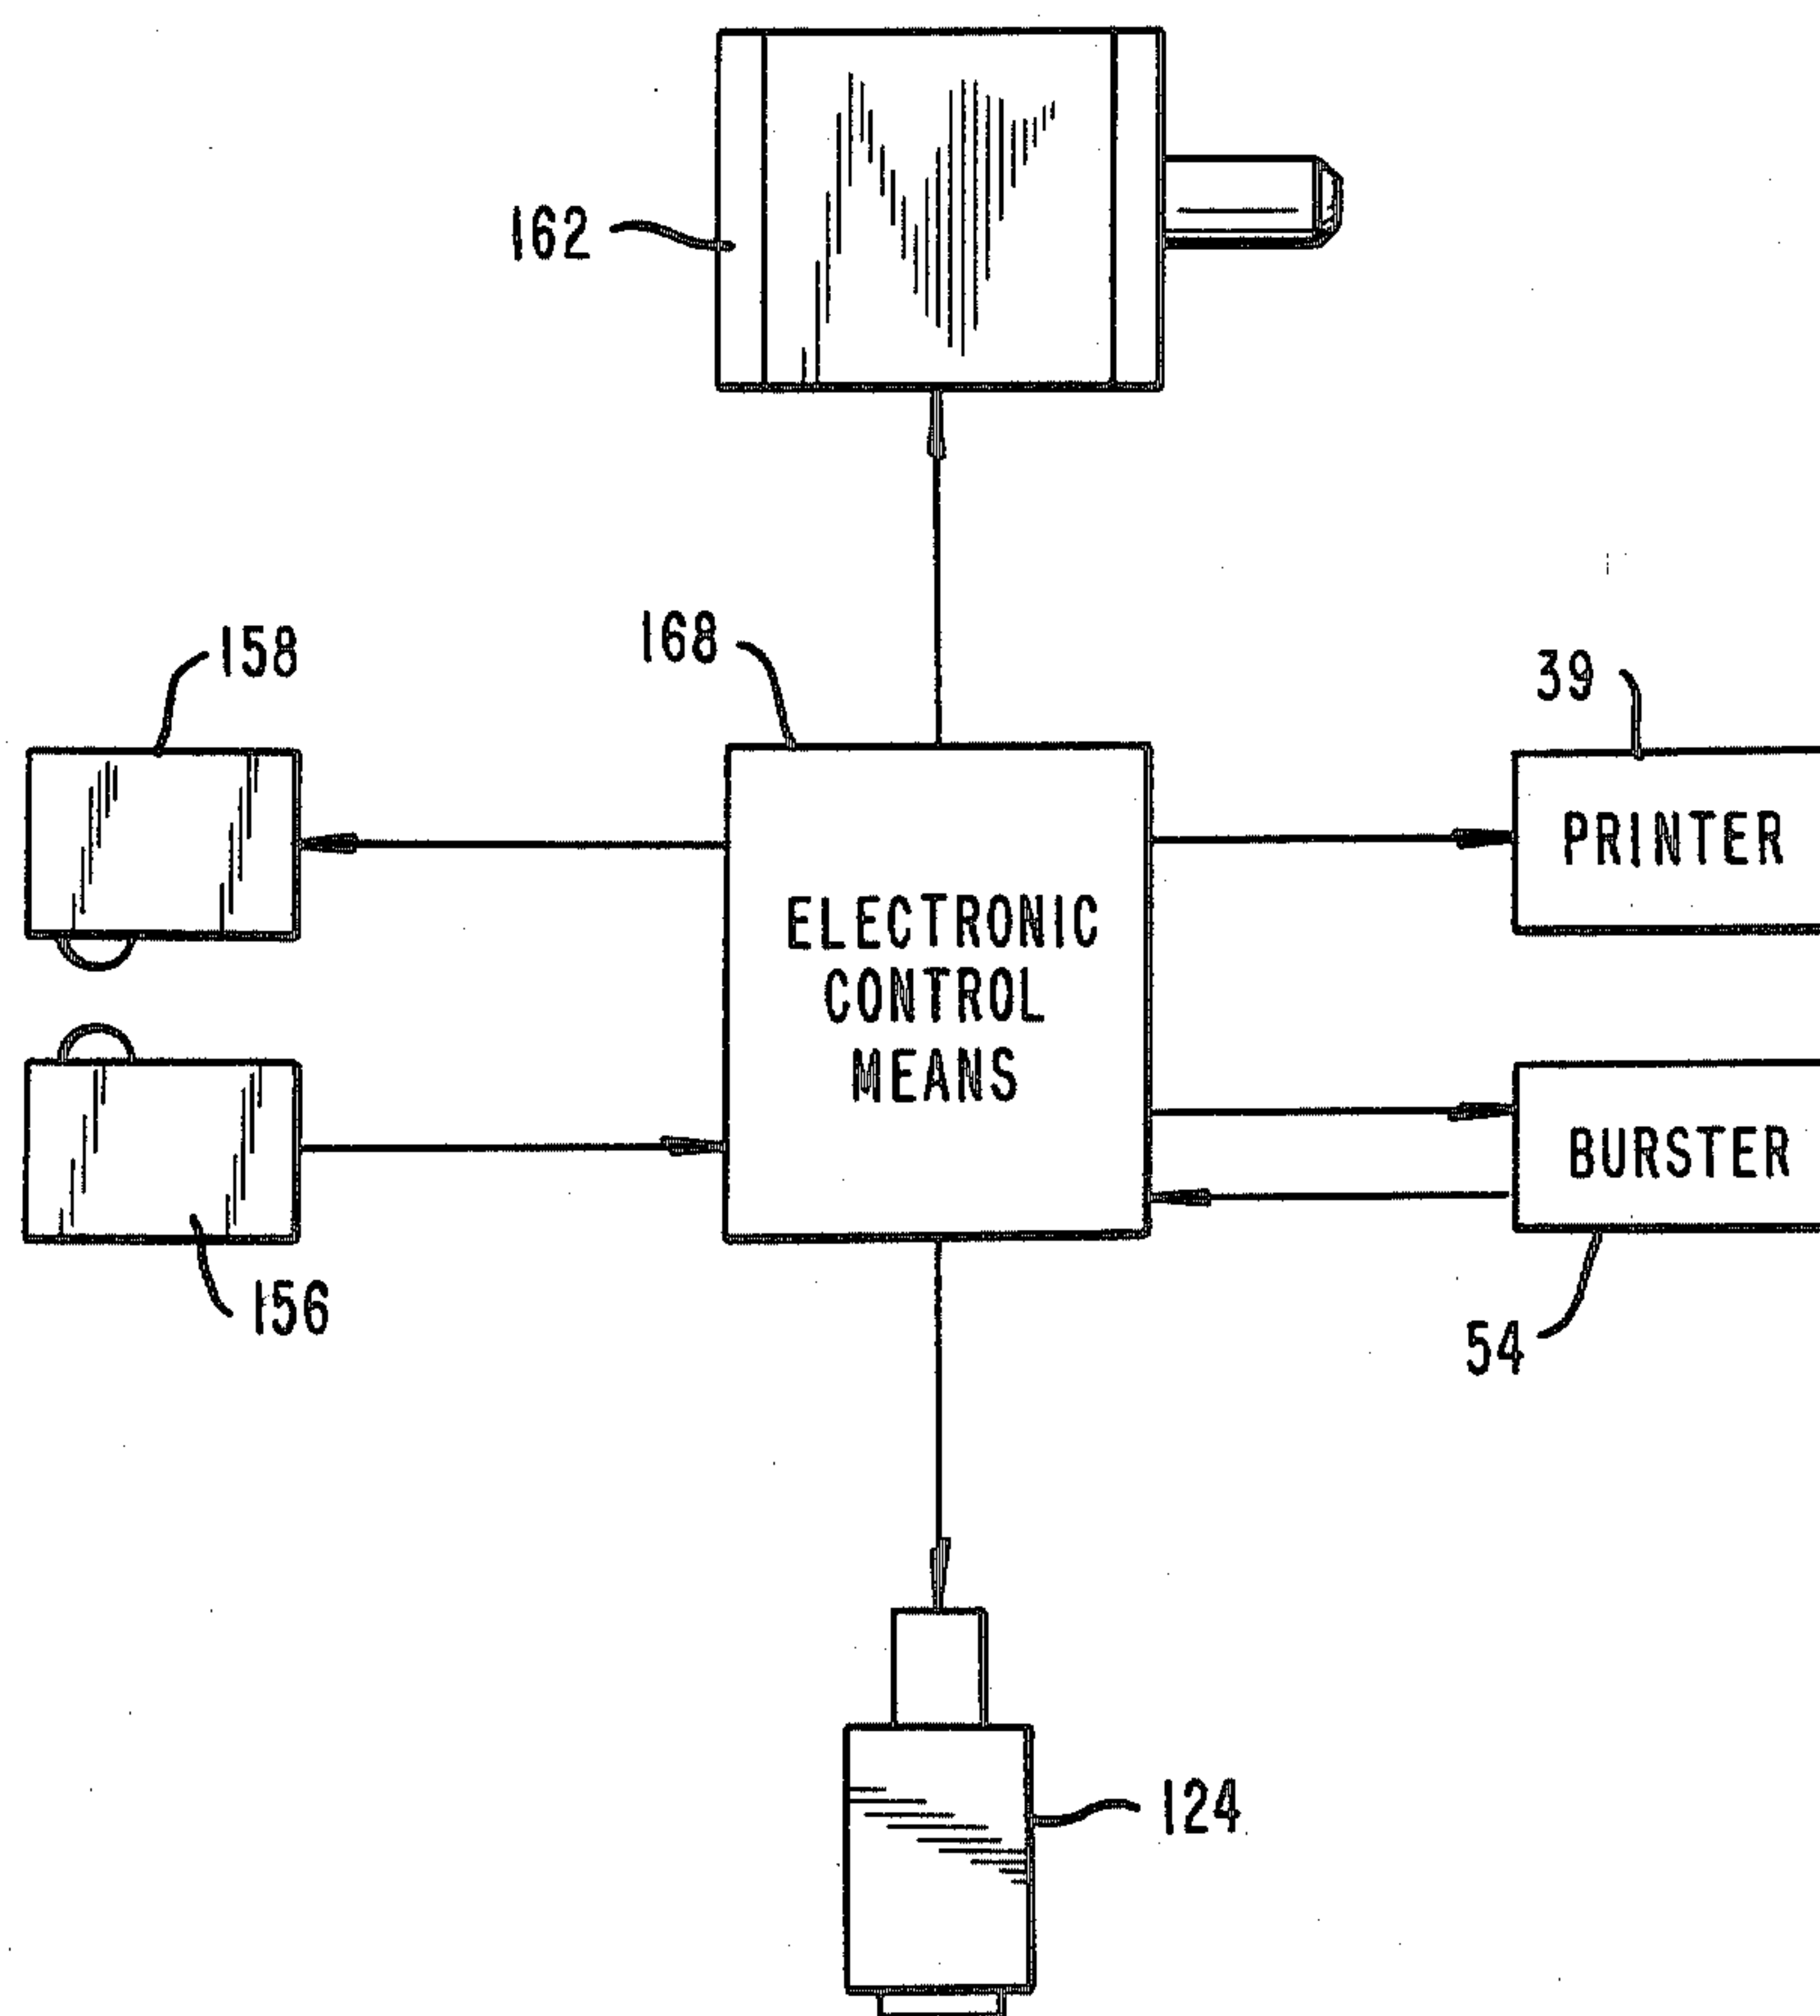 162
158
168
39
PRINTER
ELECTRONIC
CONTROL
MEANS
BURSTER
156
54
124